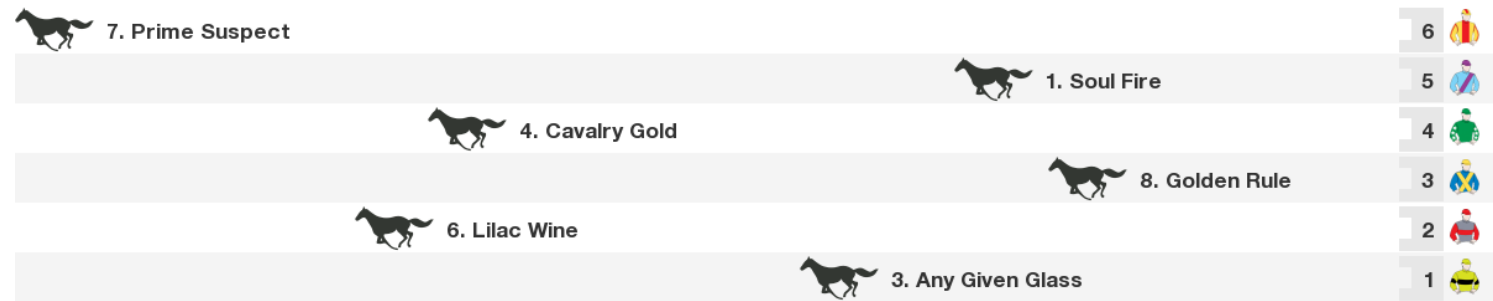 7. Prime Suspect 6
1. Soul Fire 5
4. Cavalry Gold 4
8. Golden Rule 3
6. Lilac Wine 2
3. Any Given Glass 1